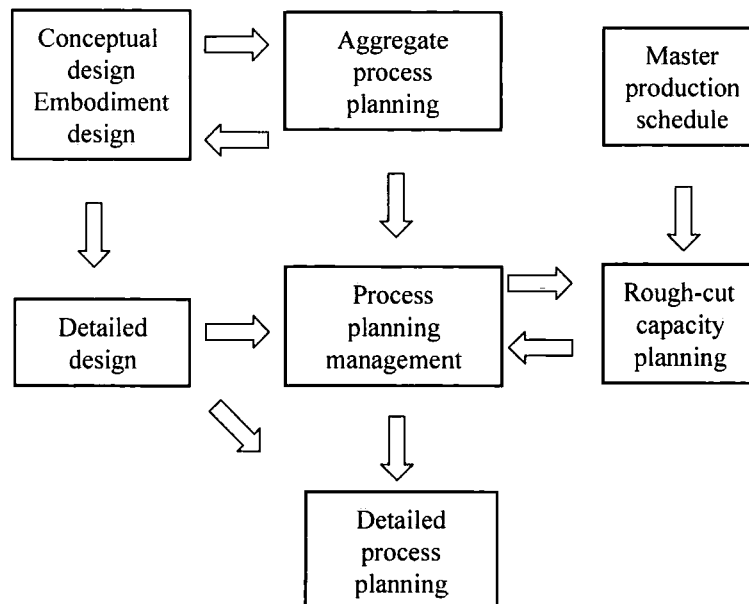 Conceptual
design
Embodiment
design
Aggregate
process
planning
Master
production
schedule
Detailed
design
Process
planning
management
Rough-cut
capacity
planning
Detailed
process
planning